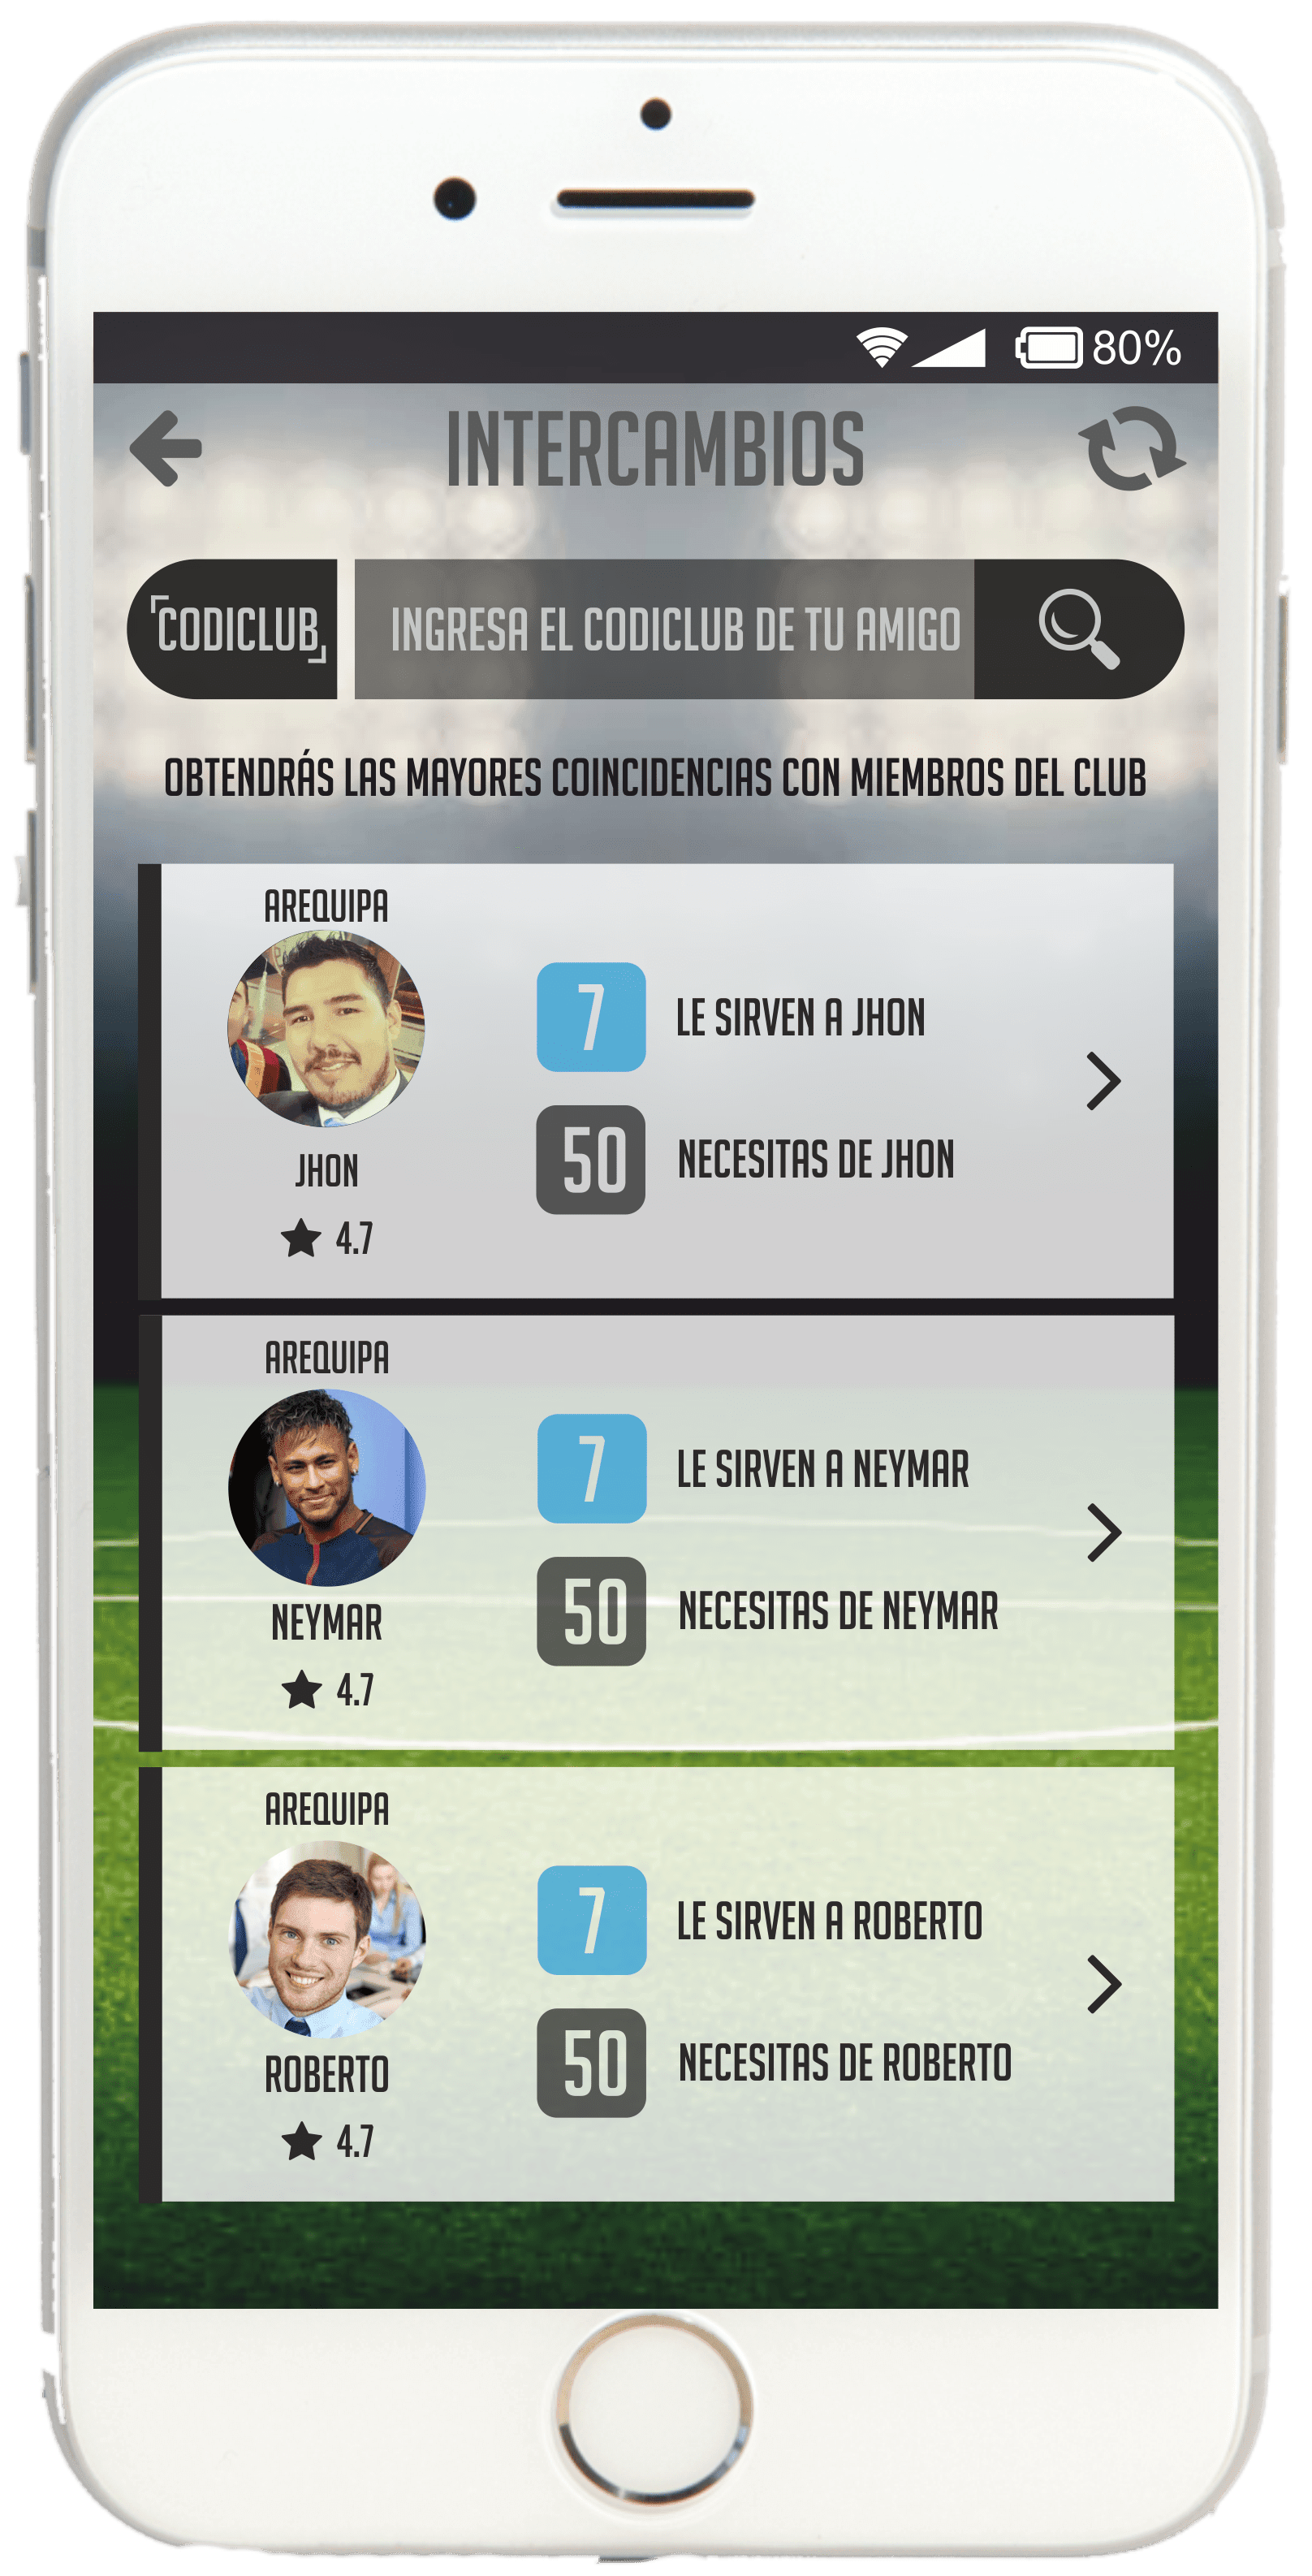 80%
INTERCAMBIOS
CODICLUB
INGRESA EL CODICLUB DE TU AMIGO
OBTENDRÁS LAS MAYORES COINCIDENCIAS CON MIEMBROS DEL CLUB
AREQUIPA
7 LE SIRVEN A JHON
50 NECESITAS DE JHON
JHON
4.7
AREQUIPA
7 LE SIRVEN A NEYMAR
50 NECESITAS DE NEYMAR
NEYMAR
4.7
AREQUIPA
7 LE SIRVEN A ROBERTO
50 NECESITAS DE ROBERTO
ROBERTO
4.7